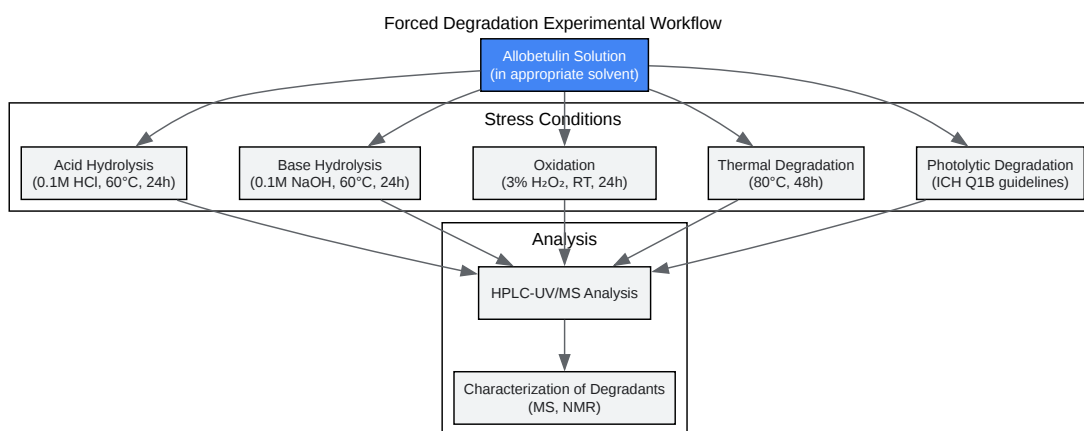 Forced Degradation Experimental Workflow
Allobetulin Solution
(in appropriate solvent)
Stress Conditions
Acid Hydrolysis
(0.1M HCl, 60°C, 24h)
Base Hydrolysis
(0.1M NaOH, 60°C, 24h)
Oxidation
(3% H₂O₂, RT, 24h)
Thermal Degradation
(80°C, 48h)
Photolytic Degradation
(ICH Q1B guidelines)
Analysis
HPLC-UV/MS Analysis
Characterization of Degradants
(MS, NMR)